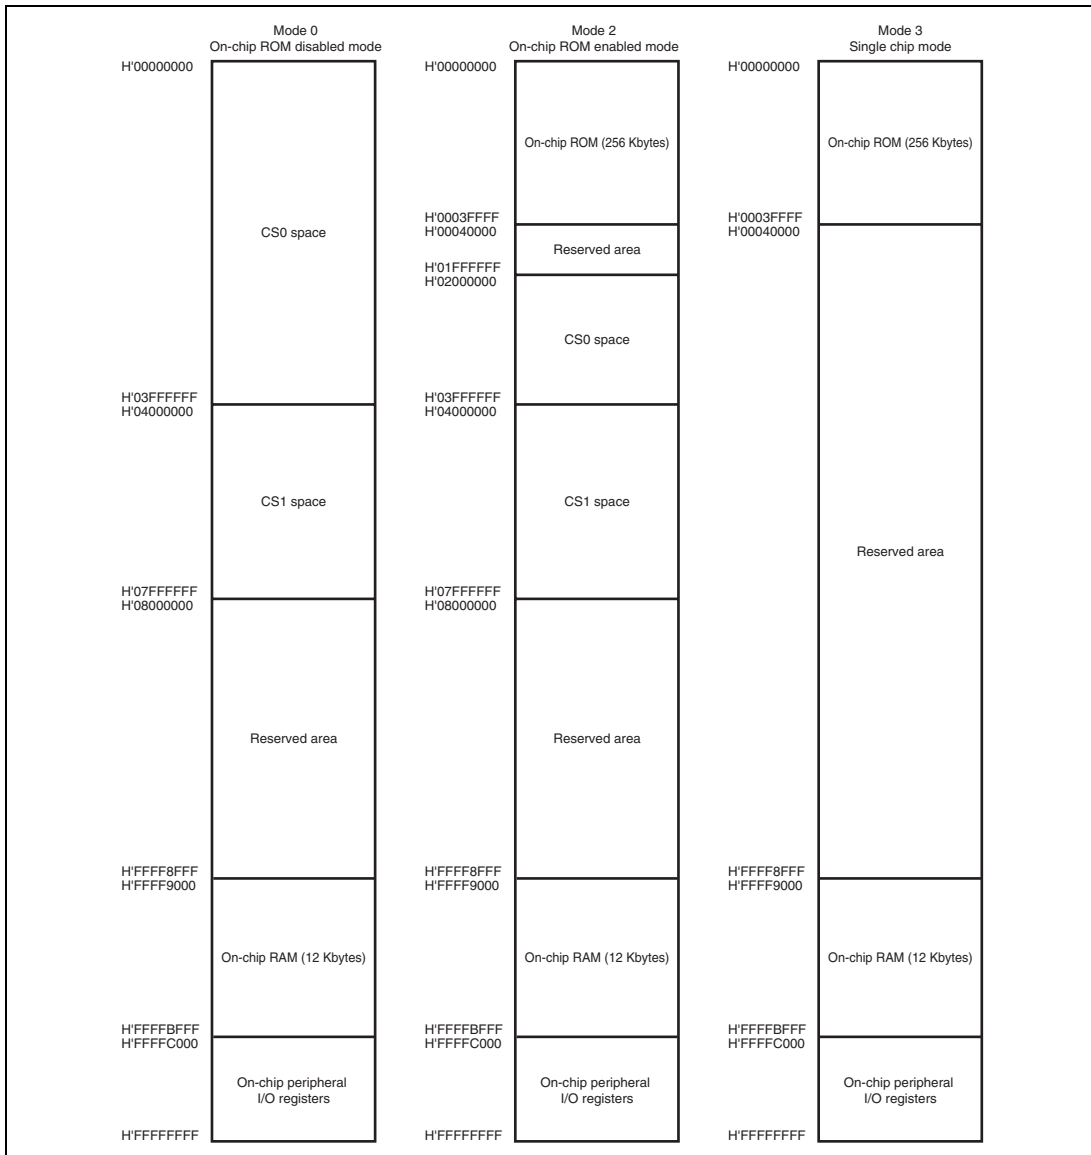 Mode 0
On-chip ROM disabled mode
H'00000000
CS0 space
H'03FFFFFF
H'04000000
CS1 space
H'07FFFFFF
H'08000000
Reserved area
H'FFFF8FFF
H'FFFF9000
On-chip RAM (12 Kbytes)
H'FFFFBFFF
H'FFFFC000
On-chip peripheral
I/O registers
H'FFFFFFFF
Mode 2
On-chip ROM enabled mode
H'00000000
On-chip ROM (256 Kbytes)
H'0003FFFF
H'00040000
Reserved area
H'01FFFFFF
H'02000000
CS0 space
H'03FFFFFF
H'04000000
CS1 space
H'07FFFFFF
H'08000000
Reserved area
H'FFFF8FFF
H'FFFF9000
On-chip RAM (12 Kbytes)
H'FFFFBFFF
H'FFFFC000
On-chip peripheral
I/O registers
H'FFFFFFFF
Mode 3
Single chip mode
H'00000000
On-chip ROM (256 Kbytes)
H'0003FFFF
H'00040000
Reserved area
H'FFFF8FFF
H'FFFF9000
On-chip RAM (12 Kbytes)
H'FFFFBFFF
H'FFFFC000
On-chip peripheral
I/O registers
H'FFFFFFFF